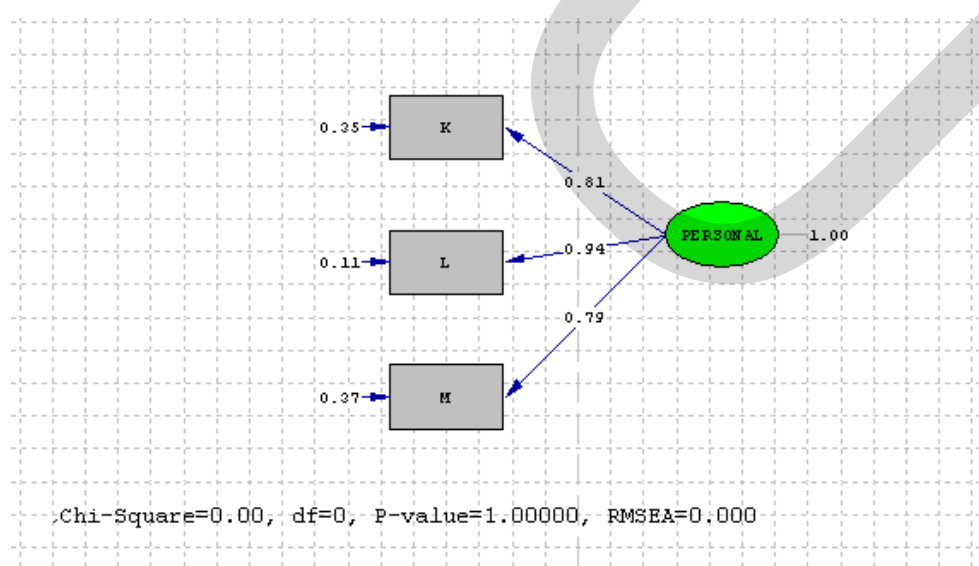 0.35 K
0.81
PERSONAL 1.00
0.94
0.11 L
0.79
0.37 M
Chi-Square=0.00, df=0, P-value=1.00000, RMSEA=0.000